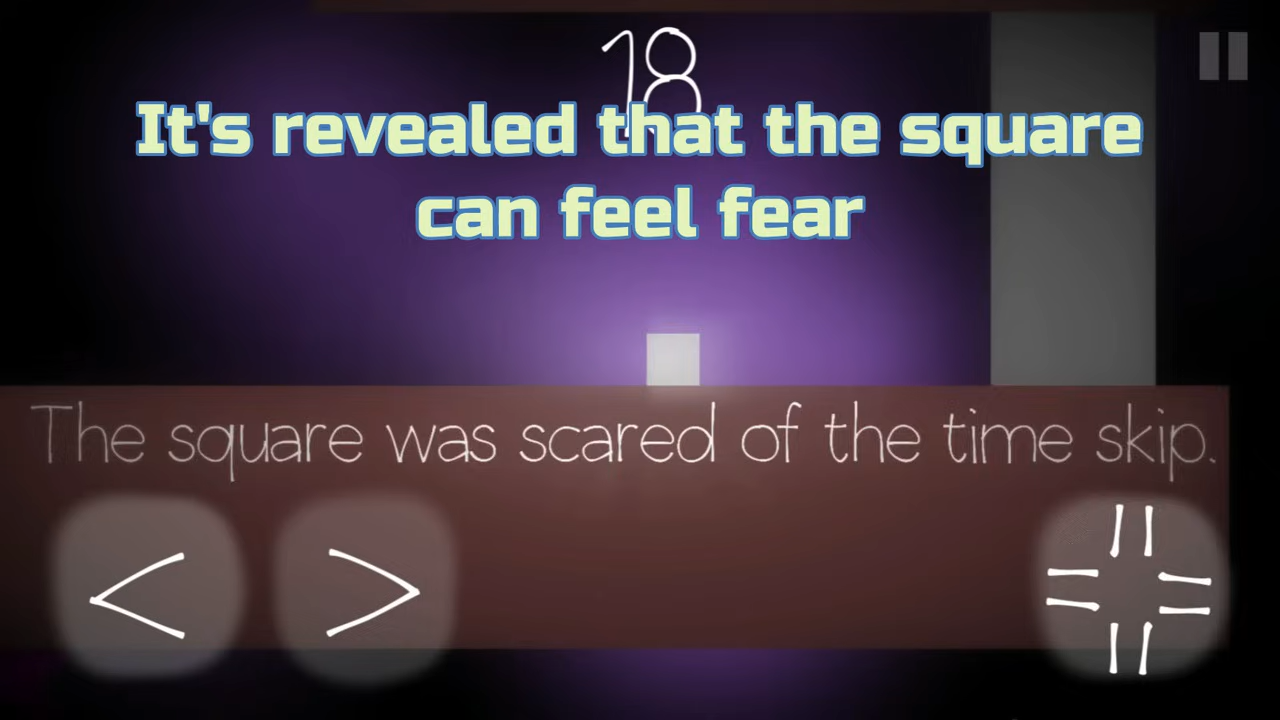 18
It's revealed that the square
can feel fear
The square was scared of the time skip.